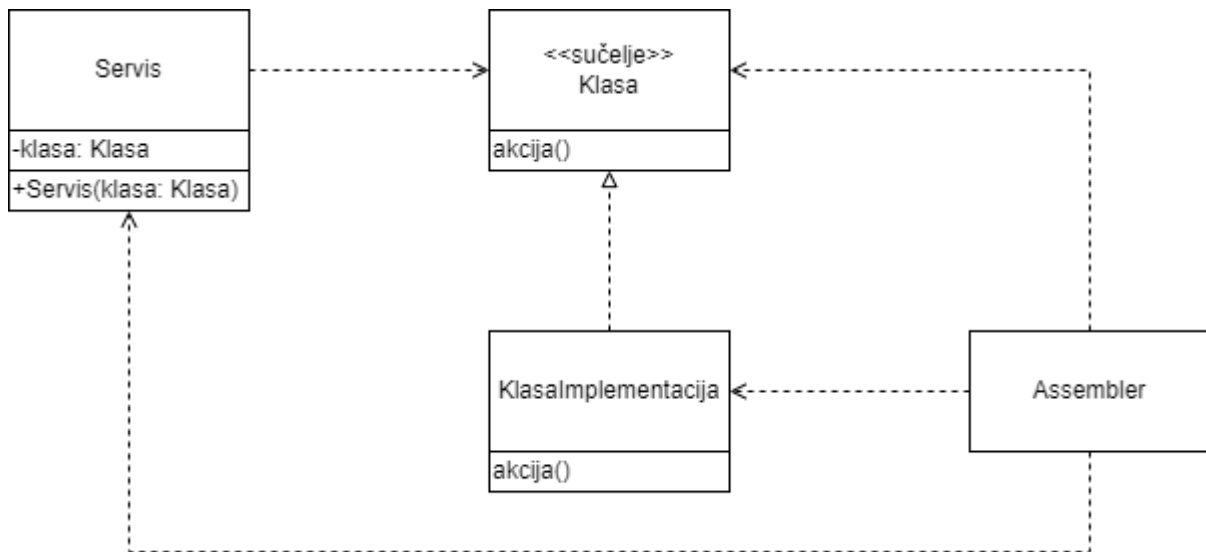 Servis
-klasa: Klasa
+Servis(klasa: Klasa)
<<sučelje>>
Klasa
akcija()
KlasaImplementacija
akcija()
Assembler